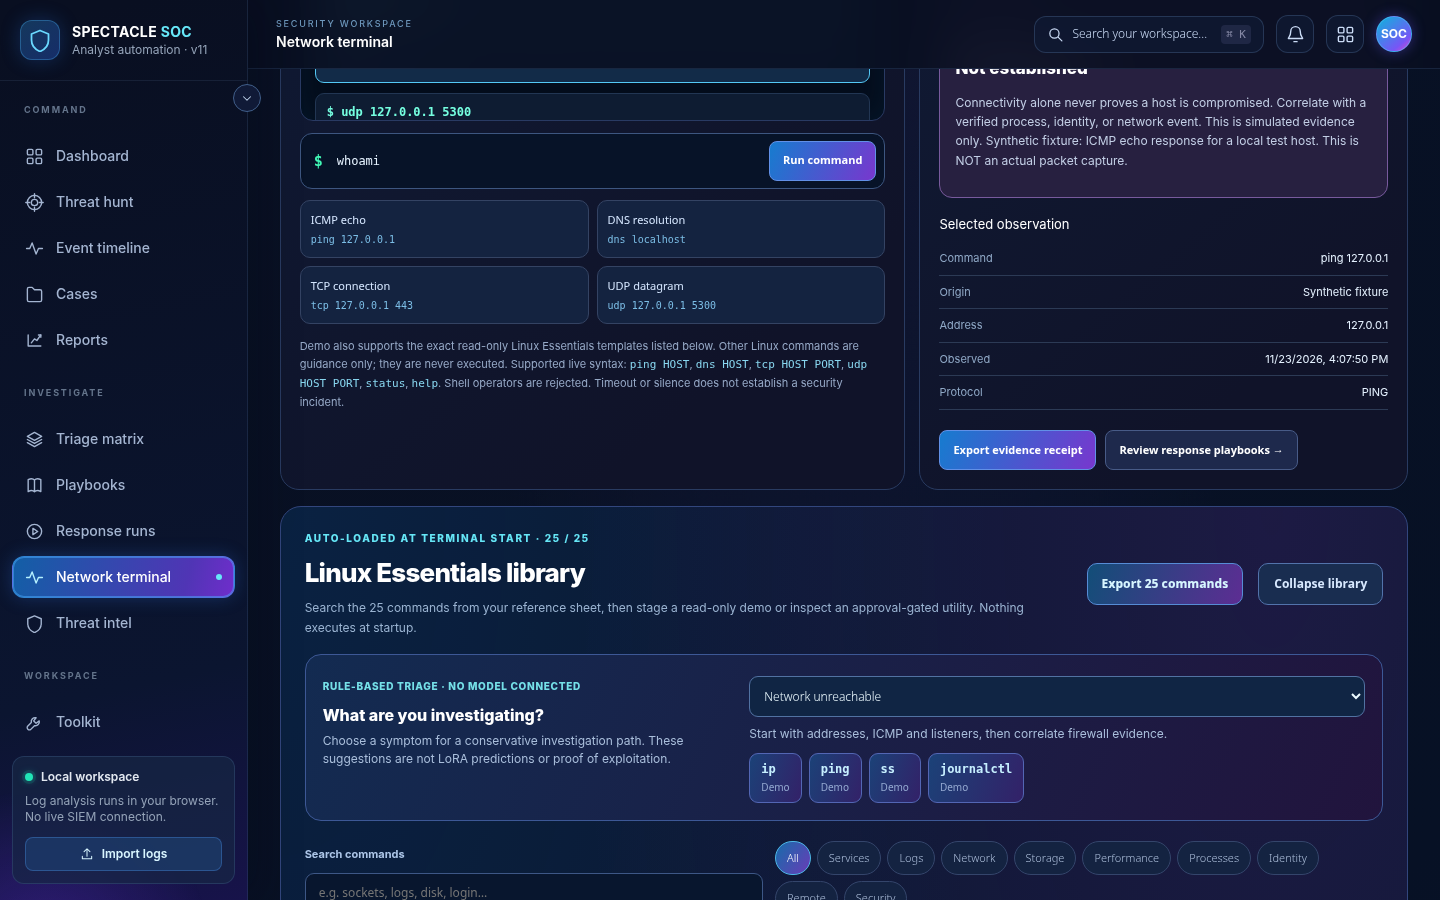 SPECTACLE SOC
Analyst automation · v11
COMMAND
Dashboard
Threat hunt
Event timeline
Cases
Reports
INVESTIGATE
Triage matrix
Playbooks
Response runs
Network terminal
Threat intel
WORKSPACE
Toolkit
Local workspace
Log analysis runs in your browser.
No live SIEM connection.
Import logs
SECURITY WORKSPACE
Network terminal
Search your workspace...
⌘ K
SOC
$ udp 127.0.0.1 5300
$ whoami
Run command
ICMP echo
ping 127.0.0.1
DNS resolution
dns localhost
TCP connection
tcp 127.0.0.1 443
UDP datagram
udp 127.0.0.1 5300
Demo also supports the exact read-only Linux Essentials templates listed below. Other Linux commands are
guidance only; they are never executed. Supported live syntax: ping HOST, dns HOST, tcp HOST PORT, udp
HOST PORT, status, help. Shell operators are rejected. Timeout or silence does not establish a security
incident.
Not established
Connectivity alone never proves a host is compromised. Correlate with a
verified process, identity, or network event. This is simulated evidence
only. Synthetic fixture: ICMP echo response for a local test host. This is
NOT an actual packet capture.
Selected observation
Command ping 127.0.0.1
Origin Synthetic fixture
Address 127.0.0.1
Observed 11/23/2026, 4:07:50 PM
Protocol PING
Export evidence receipt
Review response playbooks →
AUTO-LOADED AT TERMINAL START · 25 / 25
Linux Essentials library
Search the 25 commands from your reference sheet, then stage a read-only demo or inspect an approval-gated utility. Nothing
executes at startup.
Export 25 commands
Collapse library
RULE-BASED TRIAGE · NO MODEL CONNECTED
What are you investigating?
Choose a symptom for a conservative investigation path. These
suggestions are not LoRA predictions or proof of exploitation.
Network unreachable
Start with addresses, ICMP and listeners, then correlate firewall evidence.
ip
Demo
ping
Demo
ss
Demo
journalctl
Demo
Search commands
e.g. sockets, logs, disk, login...
All
Services
Logs
Network
Storage
Performance
Processes
Identity
Remote
Security